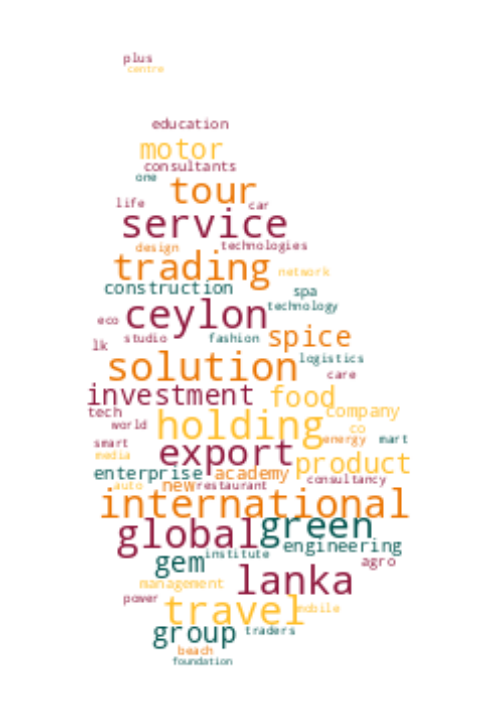 plus
centre
education
motor
consultants
one
tour
life car
service
design technologies
trading network
construction spa
ceylon technology
eco
studio fashion spice
lk
solution logistics
care
investment food
tech company
world holding co
smart energy mart
media export product
enterprise academy
auto new restaurant consultancy
international
global green
institute engineering
gem agro
management lanka
power travel mobile
group traders
beach
foundation